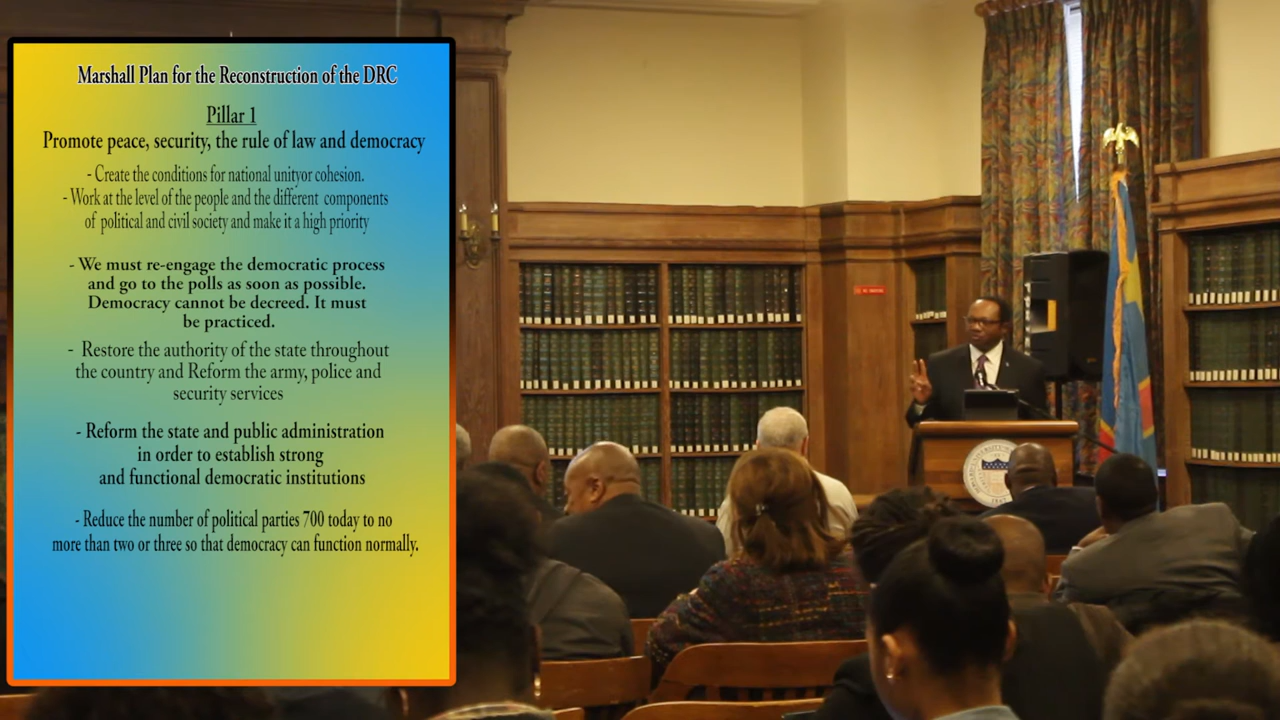 Marshall Plan for the Reconstruction of the DRC
Pillar 1
Promote peace, security, the rule of law and democracy
- Create the conditions for national unityor cohesion.
- Work at the level of the people and the different components
of political and civil society and make it a high priority
- We must re-engage the democratic process
and go to the polls as soon as possible.
Democracy cannot be decreed. It must
be practiced.
- Restore the authority of the state throughout
the country and Reform the army, police and
security services
- Reform the state and public administration
in order to establish strong
and functional democratic institutions
- Reduce the number of political parties 700 today to no
more than two or three so that democracy can function normally.